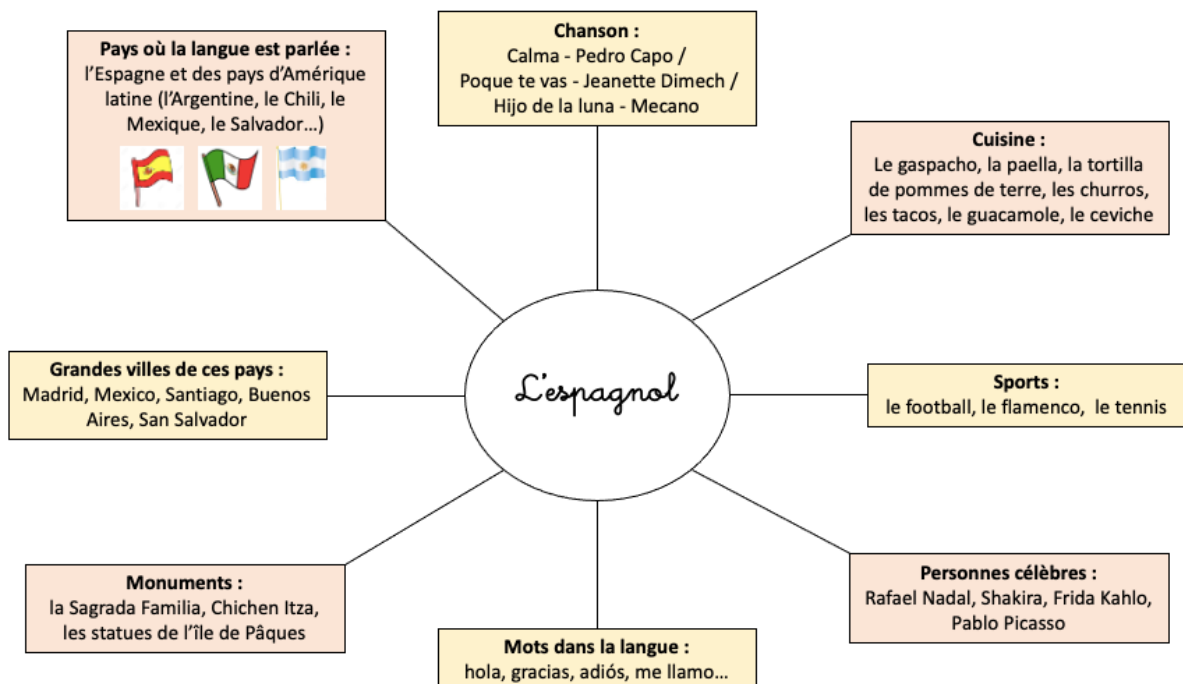 Pays où la langue est parlée :
l'Espagne et des pays d'Amérique
latine (l'Argentine, le Chili, le
Mexique, le Salvador...)
Chanson :
Calma - Pedro Capo /
Poque te vas - Jeanette Dimech /
Hijo de la luna - Mecano
Cuisine :
Le gaspacho, la paella, la tortilla
de pommes de terre, les churros,
les tacos, le guacamole, le ceviche
Grandes villes de ces pays :
Madrid, Mexico, Santiago, Buenos
Aires, San Salvador
L'espagnol
Sports :
le football, le flamenco,  le tennis
Monuments :
la Sagrada Familia, Chichen Itza,
les statues de l'île de Pâques
Mots dans la langue :
hola, gracias, adiós, me llamo...
Personnes célèbres :
Rafael Nadal, Shakira, Frida Kahlo,
Pablo Picasso